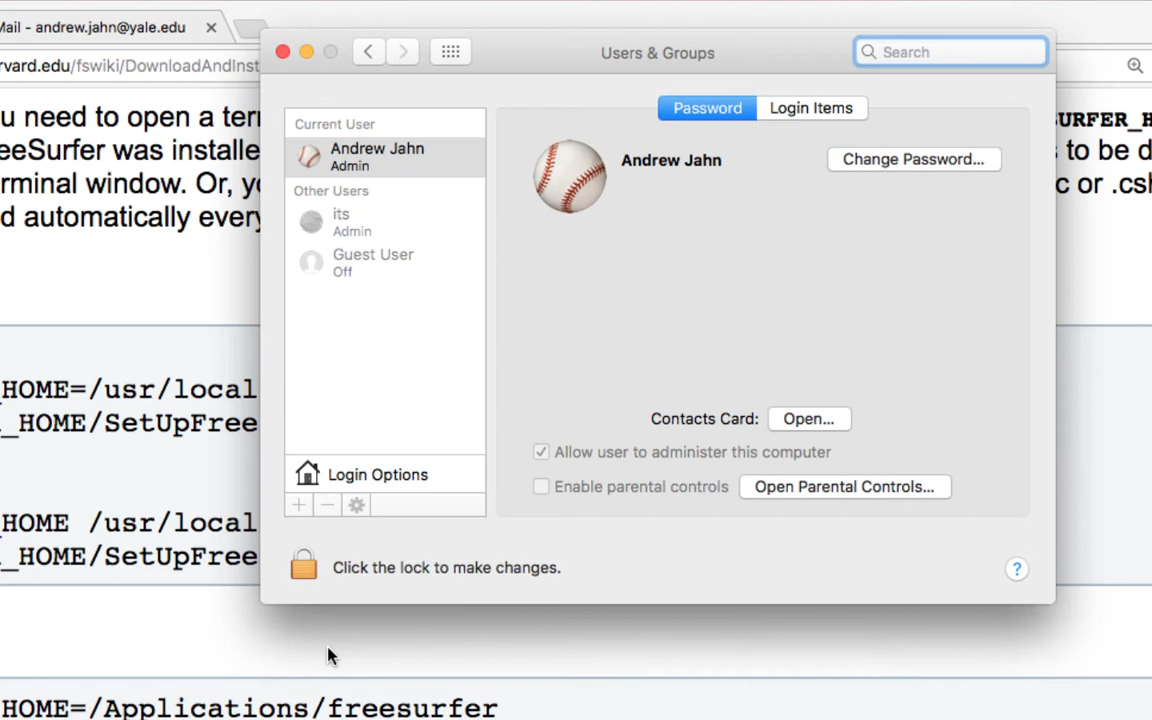 Mail - andrew.jahn@yale.edu
Users & Groups
Search
rvard.edu/fswiki/DownloadAndInst
Password
Login Items
Current User
Andrew Jahn
Admin
Other Users
its
Admin
Guest User
Off
Login Options
Andrew Jahn
Change Password...
Contacts Card:
Open...
Allow user to administer this computer
Enable parental controls
Open Parental Controls...
Click the lock to make changes.
?
u need to open a ter
URFER_H
eeSurfer was installe
to be d
rminal window. Or, yo
c or .csh
d automatically every
HOME=/usr/local
_HOME/SetUpFree
HOME /usr/local
_HOME/SetUpFree
HOME=/Applications/freesurfer